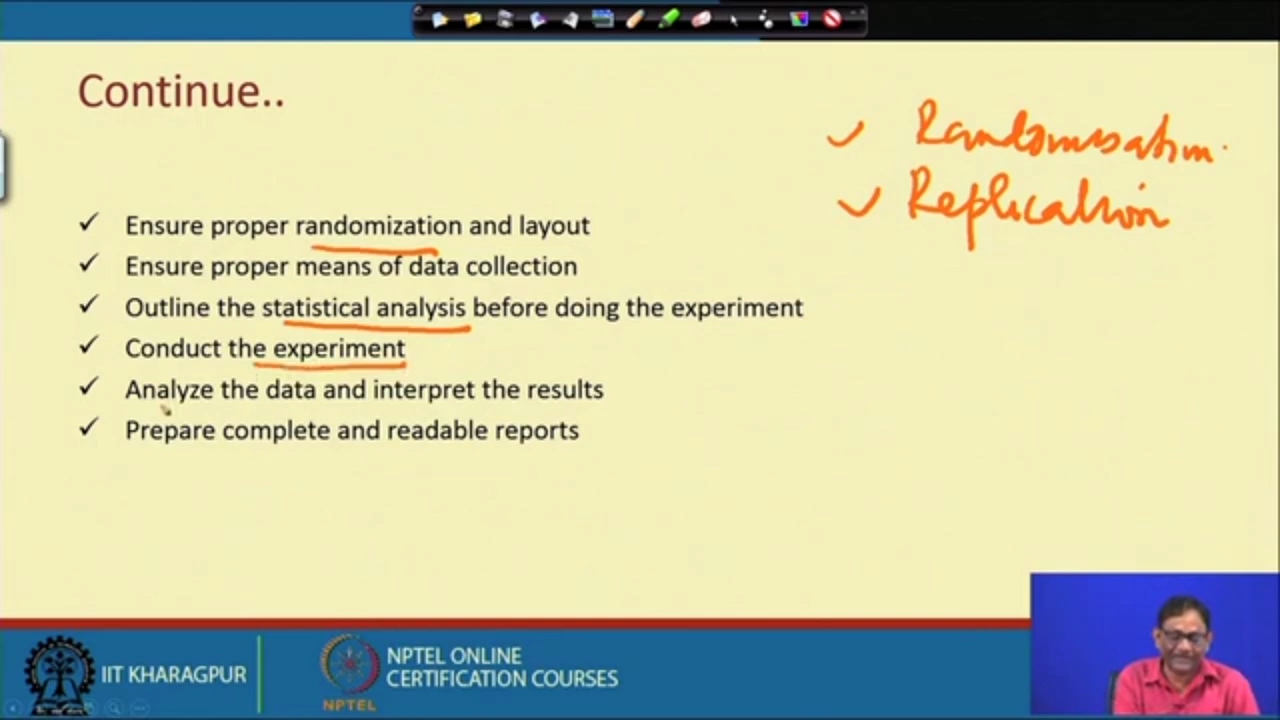 Continue..
Randomisation.
Replication
Ensure proper randomization and layout
Ensure proper means of data collection
Outline the statistical analysis before doing the experiment
Conduct the experiment
Analyze the data and interpret the results
Prepare complete and readable reports
IIT KHARAGPUR
NPTEL
NPTEL ONLINE
CERTIFICATION COURSES